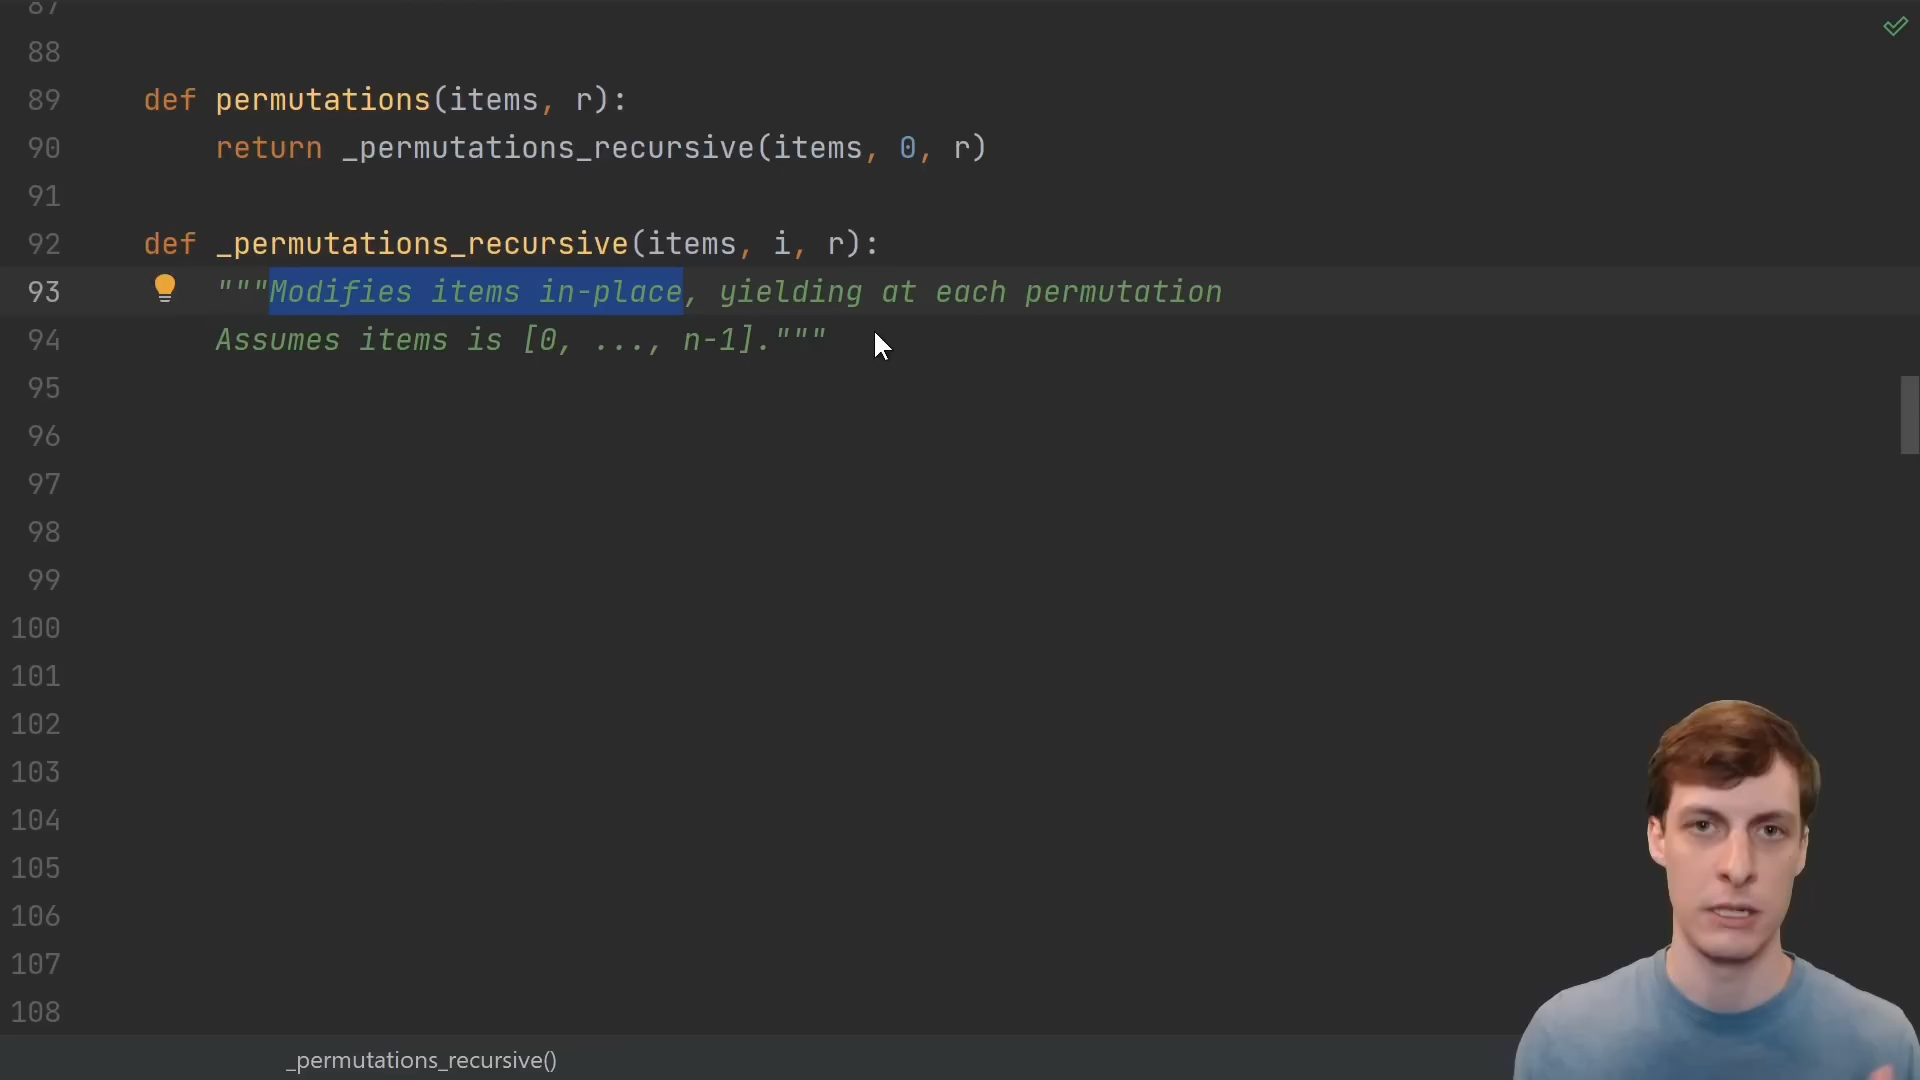 87
88
89 def permutations(items, r):
90 return _permutations_recursive(items, 0, r)
91
92 def _permutations_recursive(items, i, r):
93 """Modifies items in-place, yielding at each permutation
94 Assumes items is [0, ..., n-1]."""
95
96
97
98
99
100
101
102
103
104
105
106
107
108
_permutations_recursive()